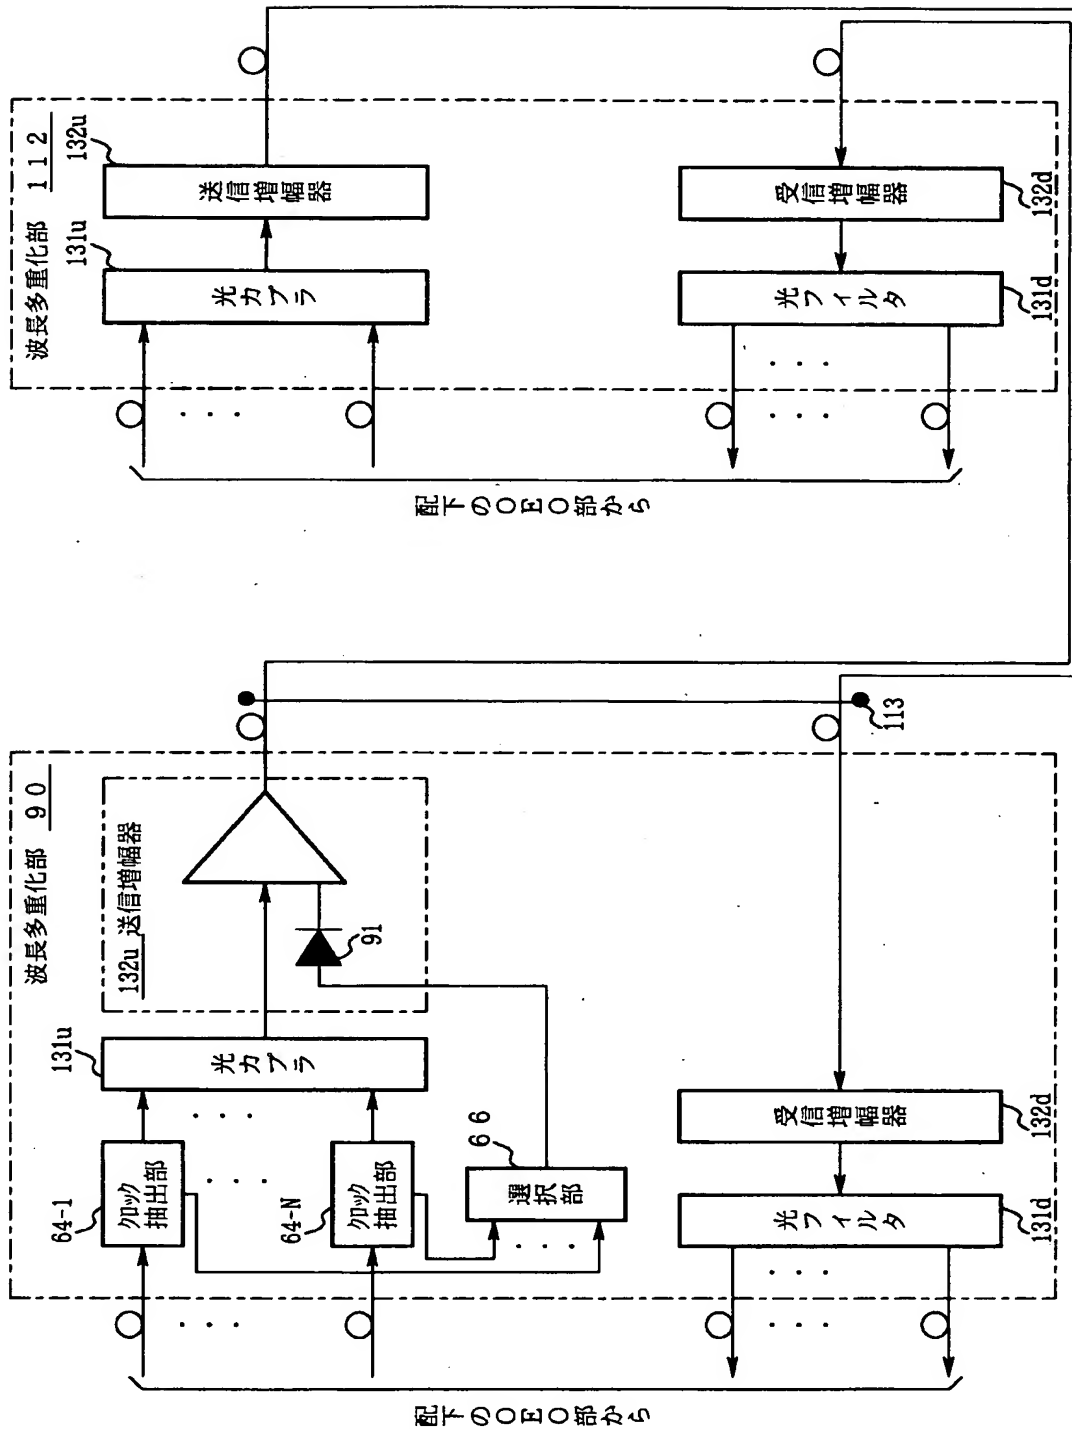 波長多重化部 90
64-1
クロック
抽出部
64-N
クロック
抽出部
131u
光カプラ
132u 送信増幅器
91
66
選択部
131d
光フィルタ
132d
受信増幅器
配下のOEO部から
113
波長多重化部 112
131u
光カプラ
132u
送信増幅器
131d
光フィルタ
132d
受信増幅器
配下のOEO部から